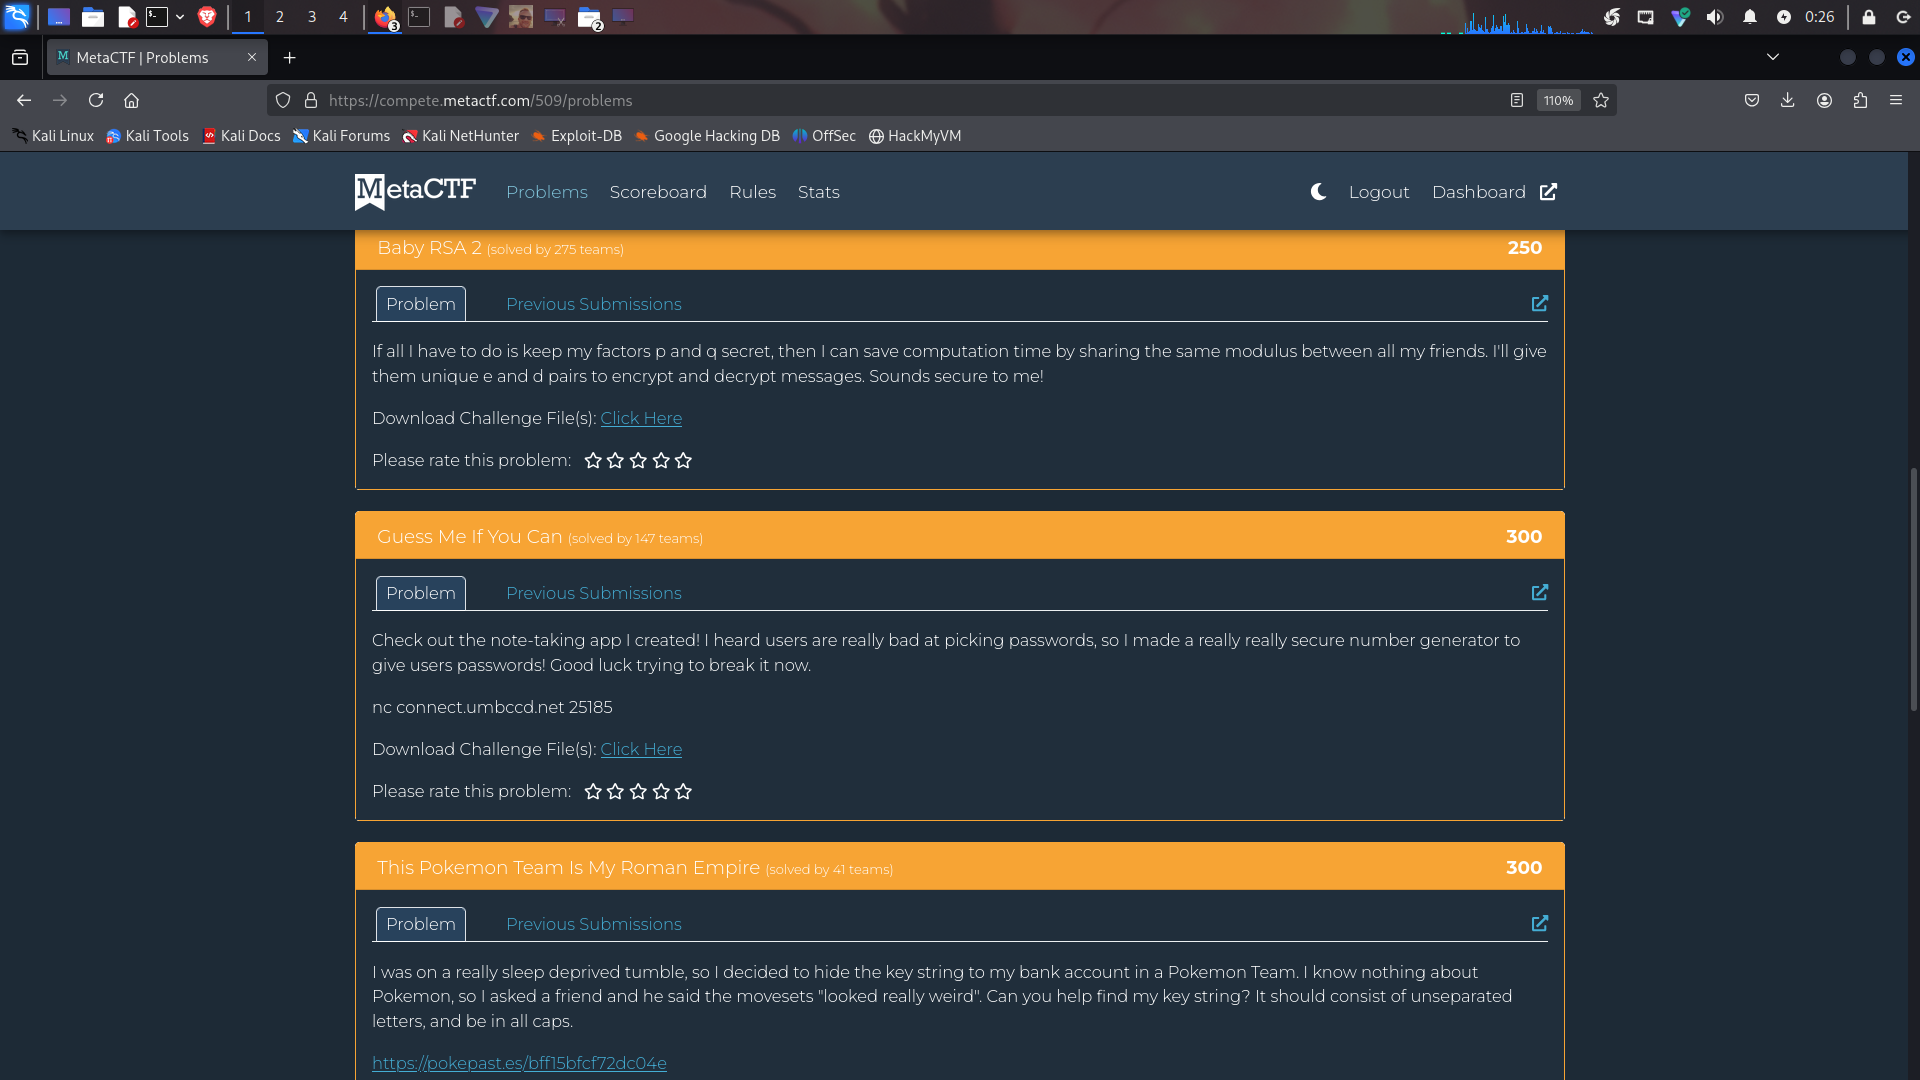 1
2
3
4
3
2
0:26
MetaCTF | Problems
https://compete.metactf.com/509/problems
110%
Kali Linux
Kali Tools
Kali Docs
Kali Forums
Kali NetHunter
Exploit-DB
Google Hacking DB
OffSec
HackMyVM
MetaCTF
Problems
Scoreboard
Rules
Stats
Logout
Dashboard
Baby RSA 2 (solved by 275 teams)
250
Problem
Previous Submissions
If all I have to do is keep my factors p and q secret, then I can save computation time by sharing the same modulus between all my friends. I'll give
them unique e and d pairs to encrypt and decrypt messages. Sounds secure to me!
Download Challenge File(s): Click Here
Please rate this problem:
Guess Me If You Can (solved by 147 teams)
300
Problem
Previous Submissions
Check out the note-taking app I created! I heard users are really bad at picking passwords, so I made a really really secure number generator to
give users passwords! Good luck trying to break it now.
nc connect.umbccd.net 25185
Download Challenge File(s): Click Here
Please rate this problem:
This Pokemon Team Is My Roman Empire (solved by 41 teams)
300
Problem
Previous Submissions
I was on a really sleep deprived tumble, so I decided to hide the key string to my bank account in a Pokemon Team. I know nothing about
Pokemon, so I asked a friend and he said the movesets "looked really weird". Can you help find my key string? It should consist of unseparated
letters, and be in all caps.
https://pokepast.es/bff15bfcf72dc04e